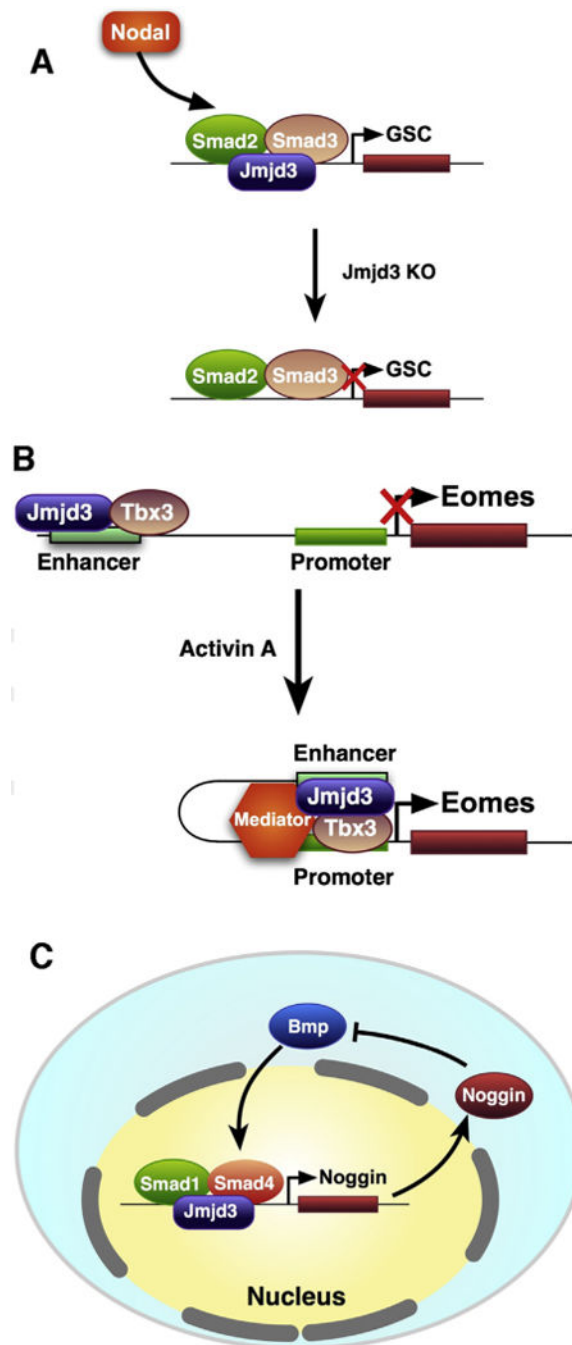 A
Nodal
Smad2 Smad3 GSC
Jmjd3
Jmjd3 KO
Smad2 Smad3 GSC
B
Jmjd3 Tbx3 Eomes
Enhancer Promoter
Activin A
Enhancer
Jmjd3 Eomes
Mediator Tbx3
Promoter
C
Bmp
Noggin
Smad1 Smad4 Noggin
Jmjd3
Nucleus